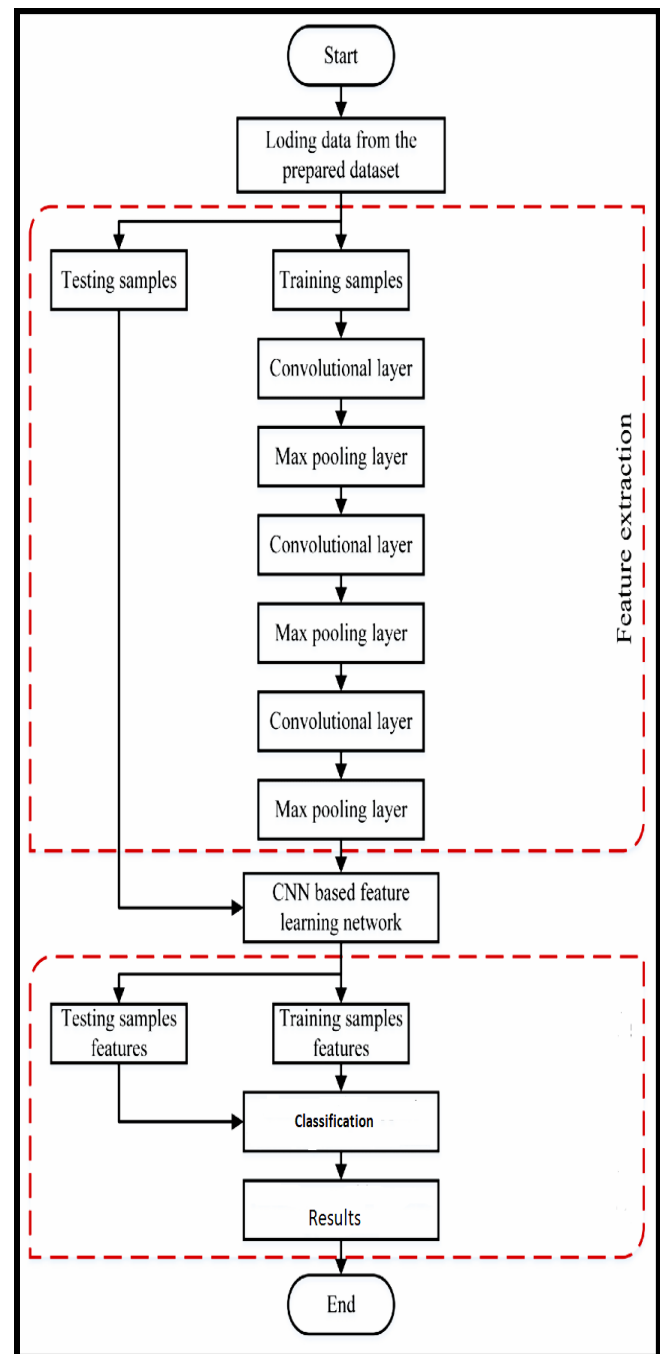 Start
Loding data from the
prepared dataset
Testing samples
Training samples
Convolutional layer
Max pooling layer
Convolutional layer
Max pooling layer
Convolutional layer
Max pooling layer
Feature extraction
CNN based feature
learning network
Testing samples
features
Training samples
features
Classification
Results
End